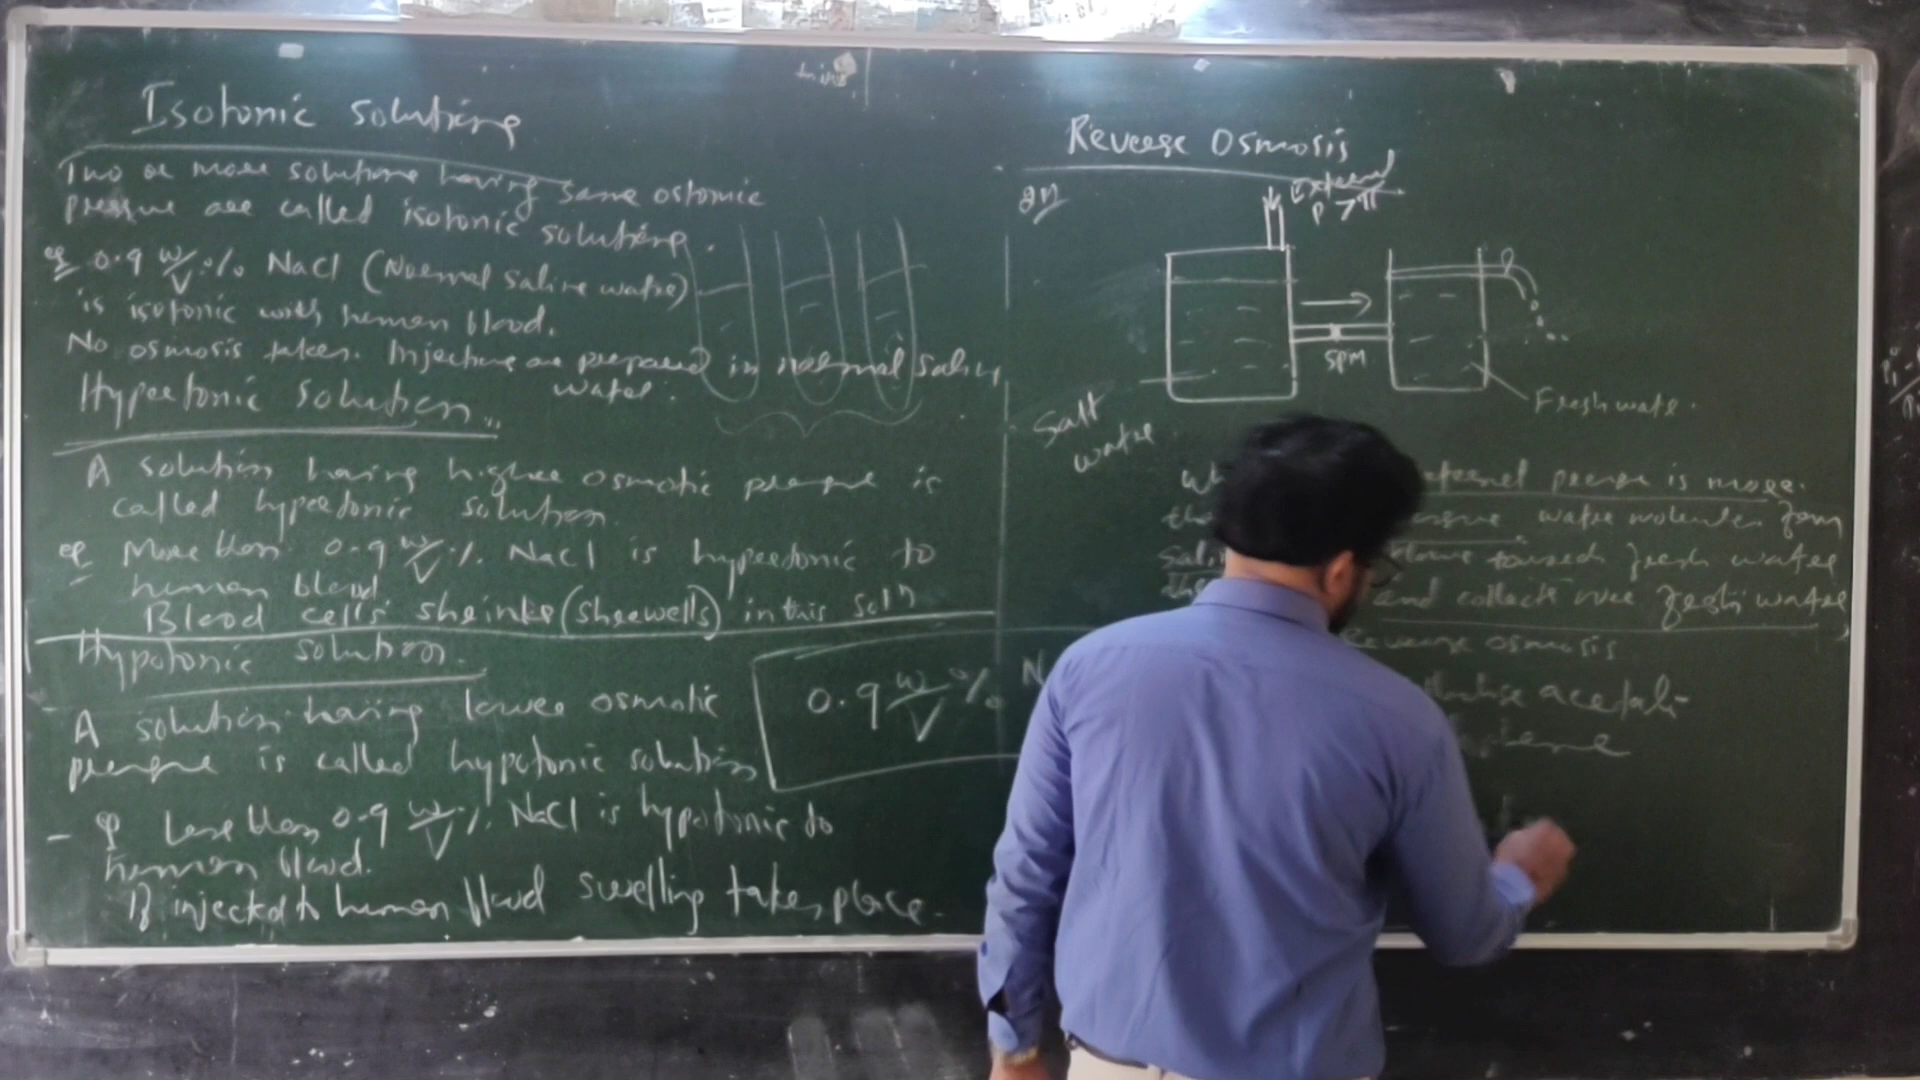 Isotonic solutions
Two or more solutions having same ostomic
pressure are called isotonic solutions.
eg 0.9 w/v % NaCl (Normal saline water)
is isotonic with human blood.
No osmosis takes. Injections are prepared in normal saline
water.
Hypertonic Solution
A solution having higher osmotic pressure is
called hypertonic solution.
eg More than 0.9 w/v % NaCl is hypertonic to
human blood
Blood cells shrinks (shrewells) in this Solⁿ
Hypotonic solution.
A solution having lower osmotic
pressure is called hypotonic solution
eg Less than 0.9 w/v % NaCl is hypotonic to
human blood.
If injected to human blood swelling takes place.
0.9 w/v % N
Reverse Osmosis
External
P > π
SPM
Fresh water.
Salt
water
external pressure is more.
water molecules from
flows toward fresh water
and collects over fresh water,
Reverse osmosis